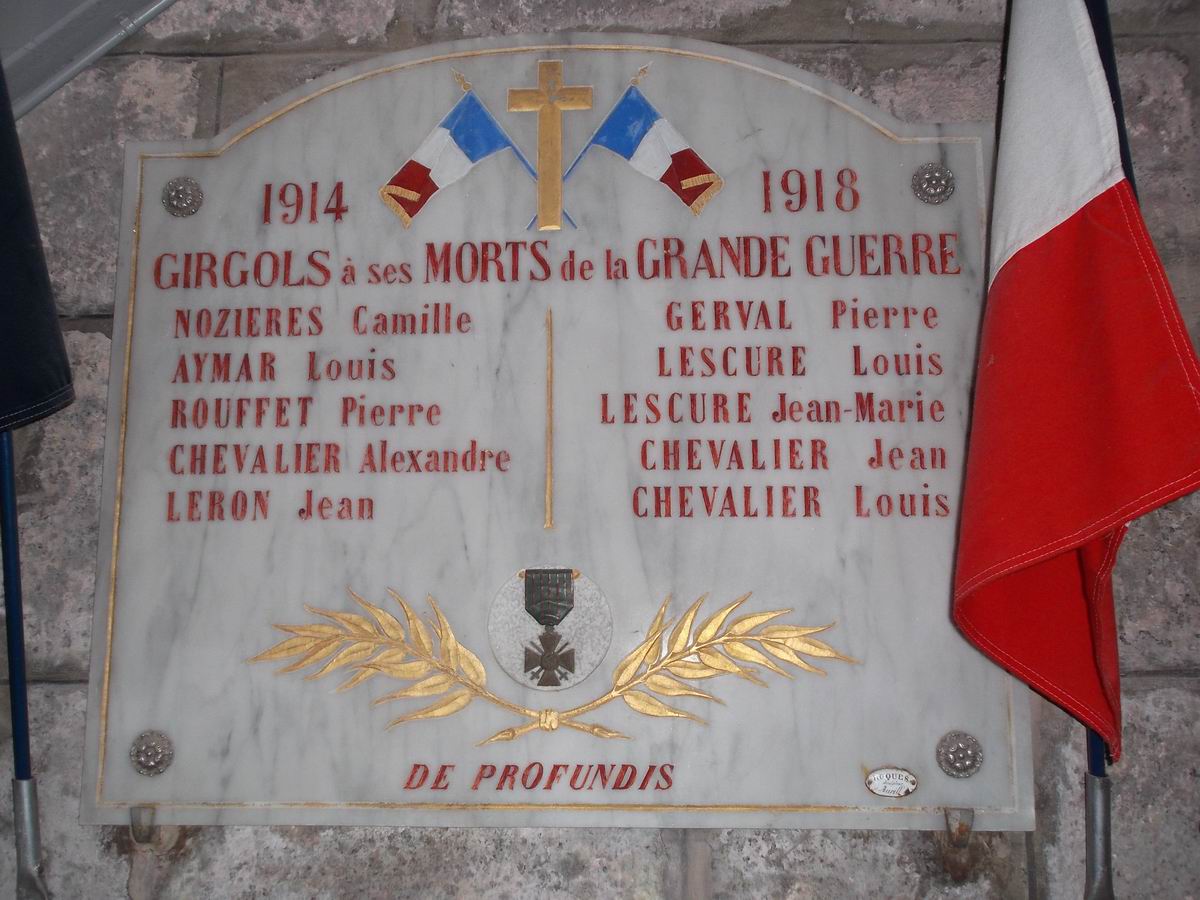 1914 1918
GIRGOLS à ses MORTS de la GRANDE GUERRE
NOZIERES Camille
AYMAR Louis
ROUFFET Pierre
CHEVALIER Alexandre
LERON Jean
GERVAL Pierre
LESCURE Louis
LESCURE Jean-Marie
CHEVALIER Jean
CHEVALIER Louis
DE PROFUNDIS